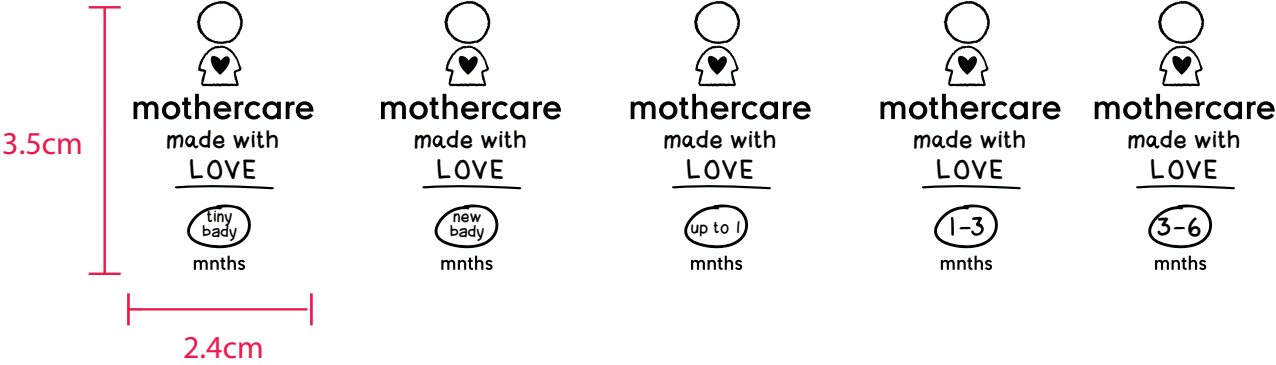 3.5cm
mothercare
made with
LOVE
tiny
bady
mnths
mothercare
made with
LOVE
new
bady
mnths
mothercare
made with
LOVE
up to 1
mnths
mothercare
made with
LOVE
1-3
mnths
mothercare
made with
LOVE
3-6
mnths
2.4cm